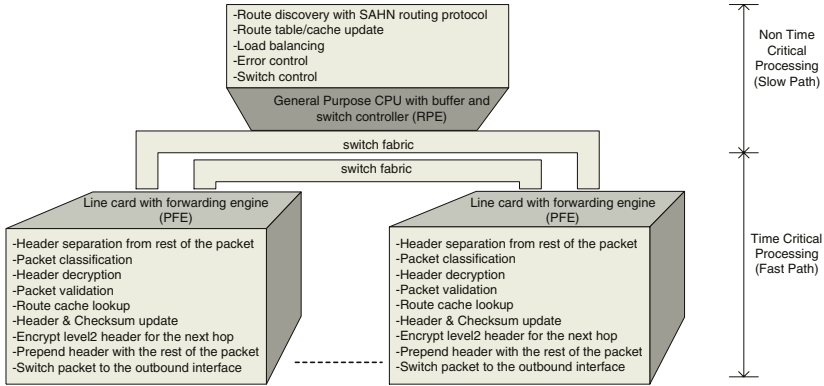 -Route discovery with SAHN routing protocol
-Route table/cache update
-Load balancing
-Error control
-Switch control
General Purpose CPU with buffer and
switch controller (RPE)
switch fabric
switch fabric
Non Time
Critical
Processing
(Slow Path)
Line card with forwarding engine
(PFE)
-Header separation from rest of the packet
-Packet classification
-Header decryption
-Packet validation
-Route cache lookup
-Header & Checksum update
-Encrypt level2 header for the next hop
-Prepend header with the rest of the packet
-Switch packet to the outbound interface
Line card with forwarding engine
(PFE)
-Header separation from rest of the packet
-Packet classification
-Header decryption
-Packet validation
-Route cache lookup
-Header & Checksum update
-Encrypt level2 header for the next hop
-Prepend header with the rest of the packet
-Switch packet to the outbound interface
Time Critical
Processing
(Fast Path)